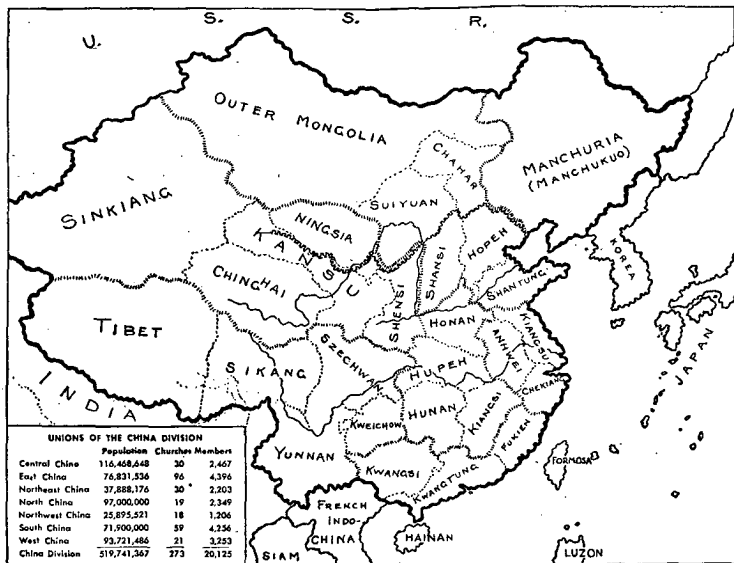 U. S. S. R.
OUTER MONGOLIA
CHAHAR
MANCHURIA
(MANCHUKUO)
SINKIANG
SUIYUAN
NINGSIA
KANSU
HOPEH
KOREA
CHINGHAI
SHANSI
SHANTUNG
SHENSI
TIBET
HONAN
KIANGSU
ANHWEI
JAPAN
SIKANG
SZECHWAN
HUPEH
CHEKIANG
INDIA
HUNAN
KIANGSI
KWEICHOW
FUKIEN
YUNNAN
KWANGSI
KWANGTUNG
FORMOSA
FRENCH
INDO-
CHINA
HAINAN
SIAM
LUZON
UNIONS OF THE CHINA DIVISION
Population Churches Members
Central China 116,468,648 30 2,467
East China 76,831,536 96 4,396
Northeast China 37,888,176 30 2,203
North China 97,000,000 19 2,349
Northwest China 25,895,521 18 1,206
South China 71,900,000 59 4,256
West China 93,721,486 21 3,253
China Division 519,741,367 273 20,125